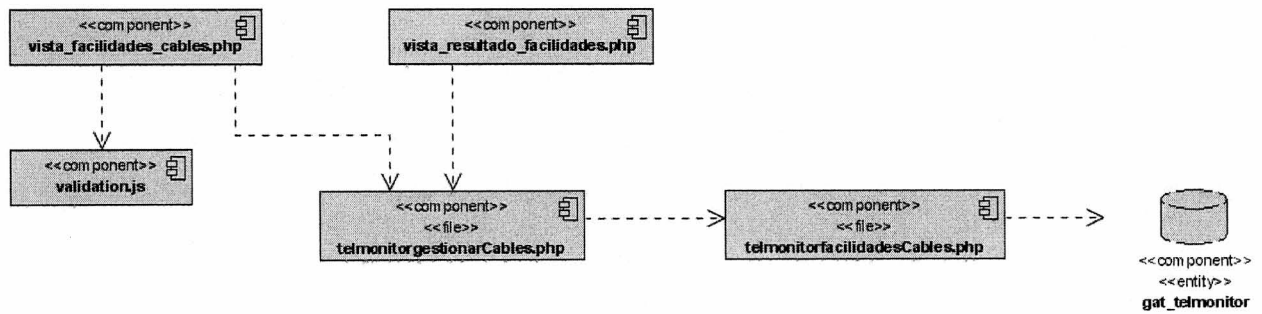 <<component>>
vista_facilidades_cables.php
<<component>>
vista_resultado_facilidades.php
<<component>>
validation.js
<<component>>
<<file>>
telmonitorgestionarCables.php
<<component>>
<<file>>
telmonitorfacilidadesCables.php
<<component>>
<<entity>>
gat_telmonitor